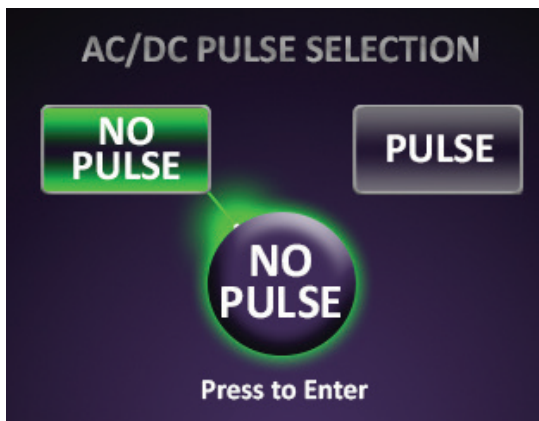 AC/DC PULSE SELECTION
NO
PULSE
PULSE
NO
PULSE
Press to Enter